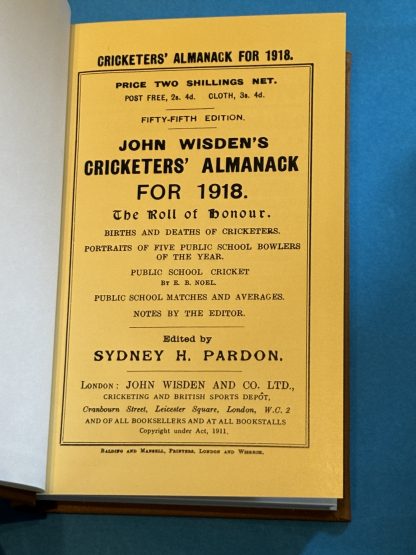 CRICKETERS' ALMANACK FOR 1918.
PRICE TWO SHILLINGS NET.
POST FREE, 2s. 4d. CLOTH, 3s. 4d.
FIFTY-FIFTH EDITION.
JOHN WISDEN'S
CRICKETERS' ALMANACK
FOR 1918.
The Roll of Honour.
BIRTHS AND DEATHS OF CRICKETERS.
PORTRAITS OF FIVE PUBLIC SCHOOL BOWLERS
OF THE YEAR.
PUBLIC SCHOOL CRICKET
BY E. B. NOEL.
PUBLIC SCHOOL MATCHES AND AVERAGES.
NOTES BY THE EDITOR.
Edited by
SYDNEY H. PARDON.
LONDON: JOHN WISDEN AND CO. LTD.,
CRICKETING AND BRITISH SPORTS DEPÔT,
Cranbourn Street, Leicester Square, London, W.C. 2
AND OF ALL BOOKSELLERS AND AT ALL BOOKSTALLS
Copyright under Act, 1911.
BALDING AND MANSELL, PRINTERS, LONDON AND WISBECH.